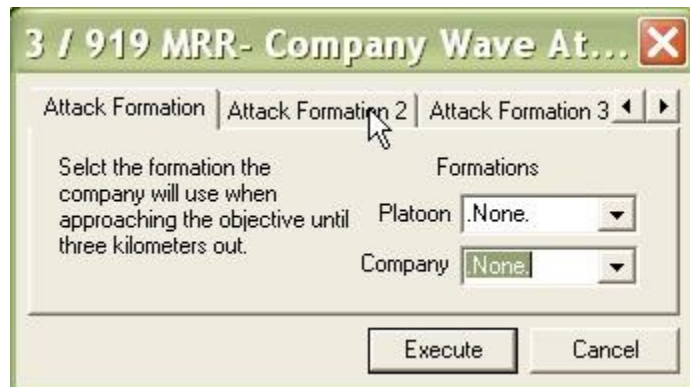 3 / 919 MRR- Company Wave At...
Attack Formation Attack Formation 2 Attack Formation 3
Selct the formation the
company will use when
approaching the objective until
three kilometers out.
Formations
Platoon .None.
Company .None.
Execute Cancel